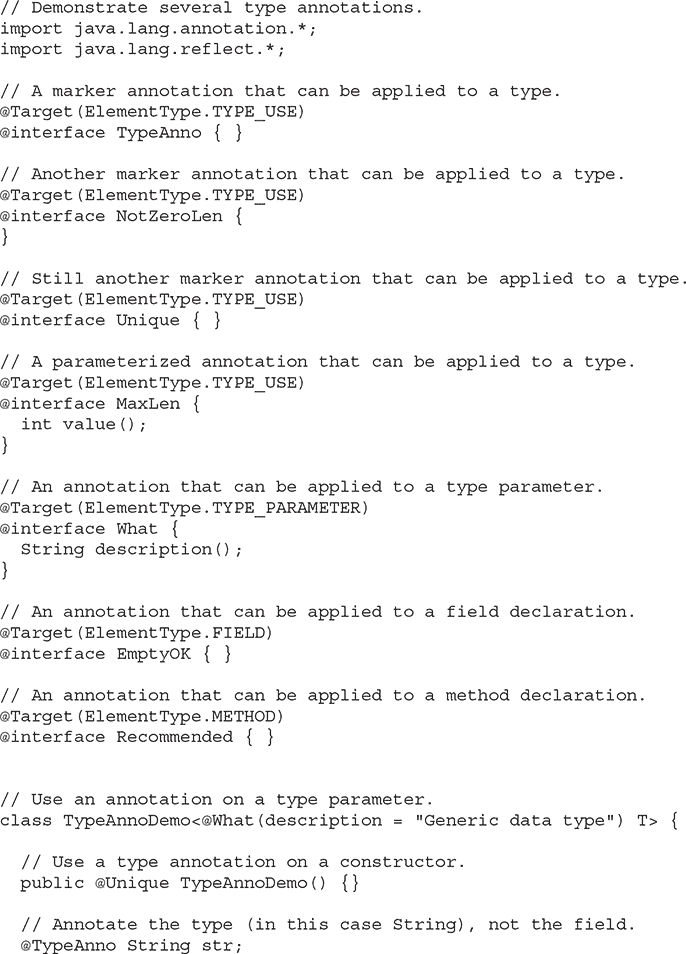 // Demonstrate several type annotations.
import java.lang.annotation.*;
import java.lang.reflect.*;

// A marker annotation that can be applied to a type.
@Target(ElementType.TYPE_USE)
@interface TypeAnno { }

// Another marker annotation that can be applied to a type.
@Target(ElementType.TYPE_USE)
@interface NotZeroLen {
}

// Still another marker annotation that can be applied to a type.
@Target(ElementType.TYPE_USE)
@interface Unique { }

// A parameterized annotation that can be applied to a type.
@Target(ElementType.TYPE_USE)
@interface MaxLen {
  int value();
}

// An annotation that can be applied to a type parameter.
@Target(ElementType.TYPE_PARAMETER)
@interface What {
  String description();
}

// An annotation that can be applied to a field declaration.
@Target(ElementType.FIELD)
@interface EmptyOK { }

// An annotation that can be applied to a method declaration.
@Target(ElementType.METHOD)
@interface Recommended { }


// Use an annotation on a type parameter.
class TypeAnnoDemo<@What(description = "Generic data type") T> {

  // Use a type annotation on a constructor.
  public @Unique TypeAnnoDemo() {}

  // Annotate the type (in this case String), not the field.
  @TypeAnno String str;